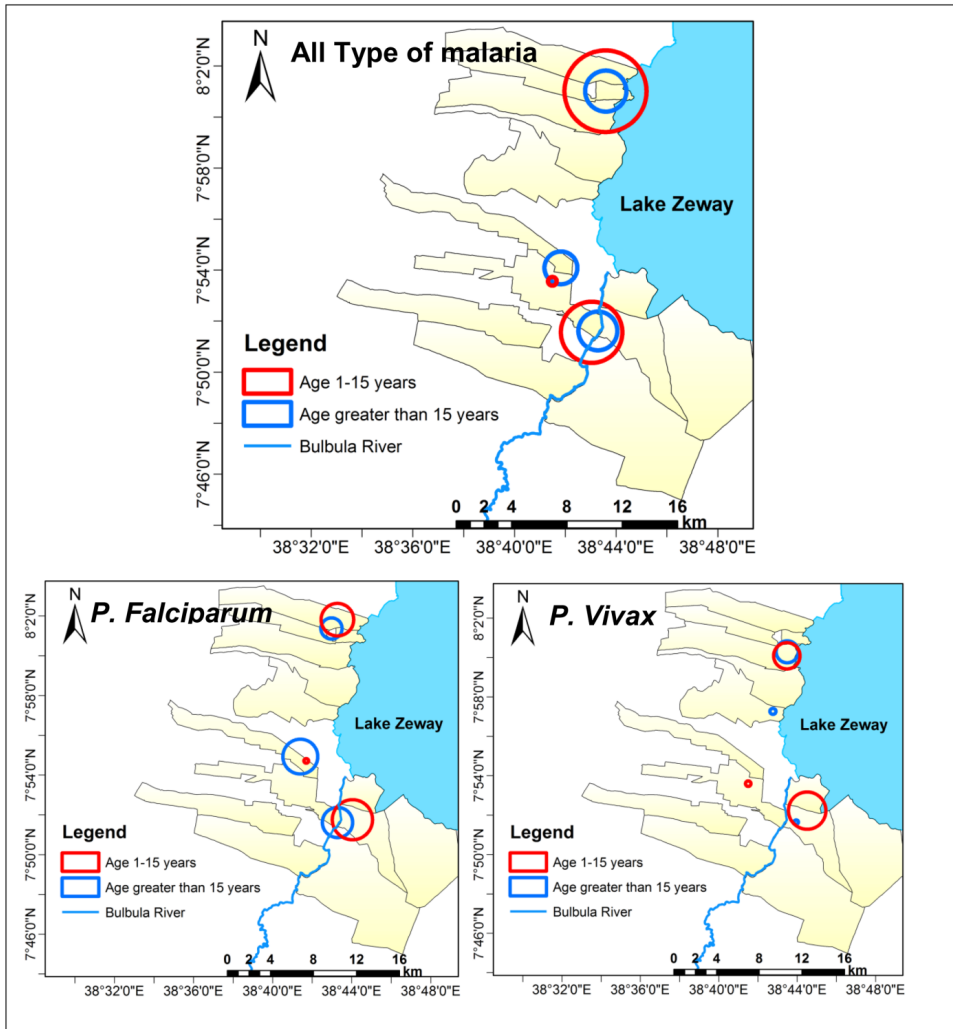 N
All Type of malaria
8°2'0"N
7°58'0"N
Lake Zeway
7°54'0"N
7°50'0"N
7°46'0"N
Legend
Age 1-15 years
Age greater than 15 years
Bulbula River
0 2 4 8 12 16
km
38°32'0"E 38°36'0"E 38°40'0"E 38°44'0"E 38°48'0"E
N
P. Falciparum
8°2'0"N
7°58'0"N
Lake Zeway
7°54'0"N
7°50'0"N
7°46'0"N
Legend
Age 1-15 years
Age greater than 15 years
Bulbula River
0 2 4 8 12 16
km
38°32'0"E 38°36'0"E 38°40'0"E 38°44'0"E 38°48'0"E
N
P. Vivax
8°2'0"N
7°58'0"N
Lake Zeway
7°54'0"N
7°50'0"N
7°46'0"N
Legend
Age 1-15 years
Age greater than 15 years
Bulbula River
0 2 4 8 12 16
km
38°32'0"E 38°36'0"E 38°40'0"E 38°44'0"E 38°48'0"E